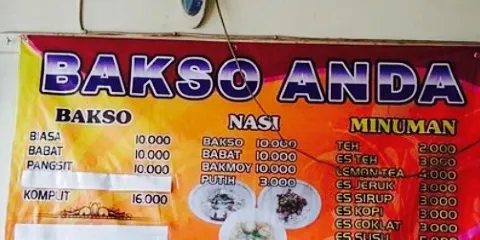 BAKSO ANDA
BAKSO
BIASA 10.000
BABAT 10.000
PANGSIT 10.000
KOMPLIT 16.000
NASI
BAKSO 10.000
BABAT 10.000
BAKMOY 10.000
PUTIH 3.000
MINUMAN
TEH 2.000
ES TEH 3.000
LEMON TEA 4.000
ES JERUK 4.000
ES SIRUP 3.000
ES KOPI 3.000
ES COKLAT 3.000
ES SUSU